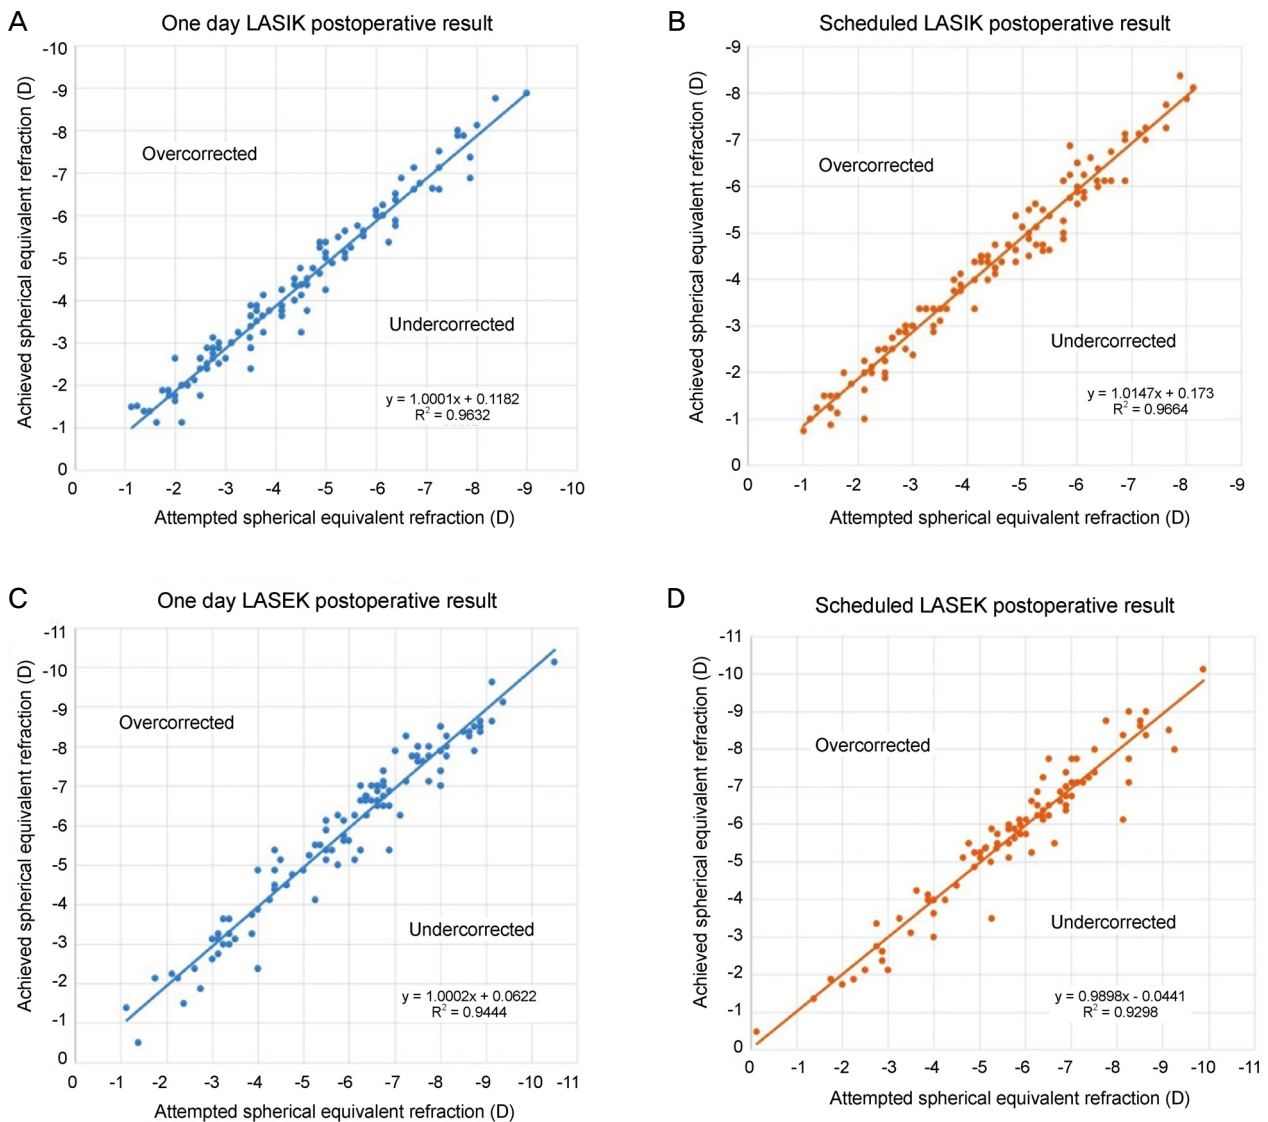 A
One day LASIK postoperative result
Achieved spherical equivalent refraction (D)
-10
-9
-8
-7
-6
-5
-4
-3
-2
-1
0
Overcorrected
Undercorrected
y = 1.0001x + 0.1182
R² = 0.9632
0 -1 -2 -3 -4 -5 -6 -7 -8 -9 -10
Attempted spherical equivalent refraction (D)
B
Scheduled LASIK postoperative result
Achieved spherical equivalent refraction (D)
-9
-8
-7
-6
-5
-4
-3
-2
-1
0
Overcorrected
Undercorrected
y = 1.0147x + 0.173
R² = 0.9664
0 -1 -2 -3 -4 -5 -6 -7 -8 -9
Attempted spherical equivalent refraction (D)
C
One day LASEK postoperative result
Achieved spherical equivalent refraction (D)
-11
-10
-9
-8
-7
-6
-5
-4
-3
-2
-1
0
Overcorrected
Undercorrected
y = 1.0002x + 0.0622
R² = 0.9444
0 -1 -2 -3 -4 -5 -6 -7 -8 -9 -10 -11
Attempted spherical equivalent refraction (D)
D
Scheduled LASEK postoperative result
Achieved spherical equivalent refraction (D)
-11
-10
-9
-8
-7
-6
-5
-4
-3
-2
-1
0
Overcorrected
Undercorrected
y = 0.9898x - 0.0441
R² = 0.9298
0 -1 -2 -3 -4 -5 -6 -7 -8 -9 -10 -11
Attempted spherical equivalent refraction (D)